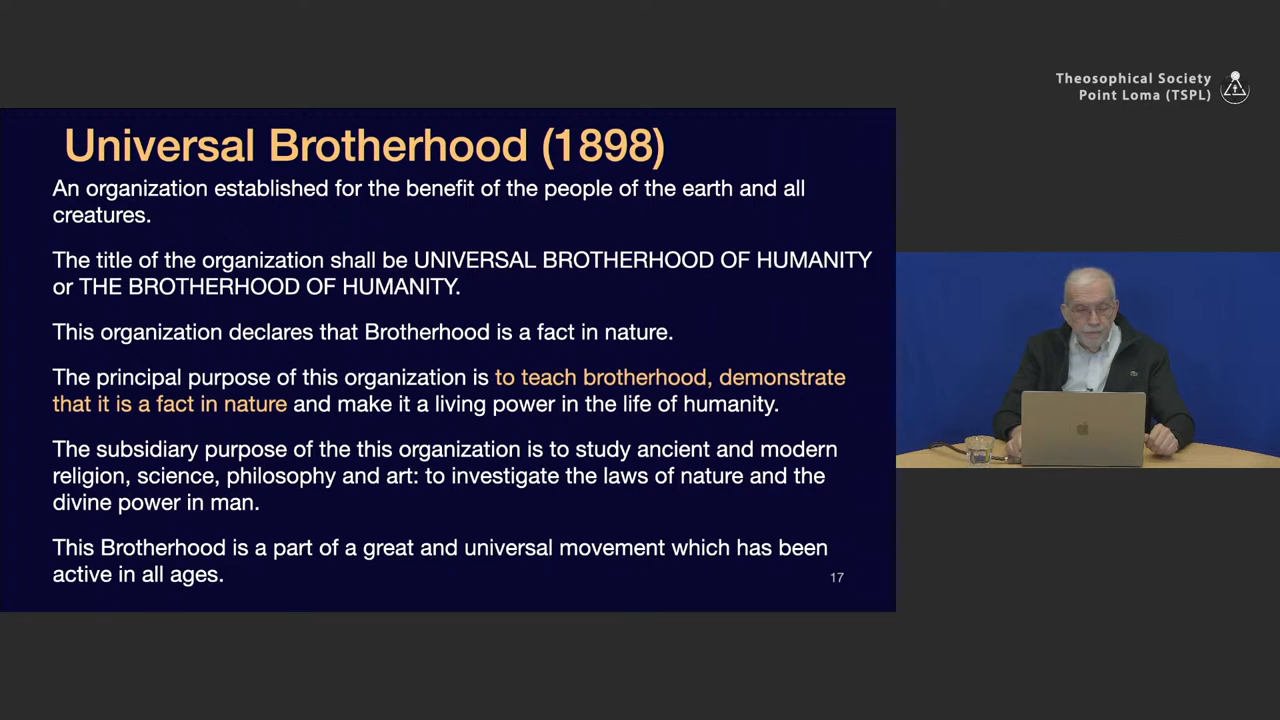 Theosophical Society
Point Loma (TSPL)
Universal Brotherhood (1898)
An organization established for the benefit of the people of the earth and all
creatures.
The title of the organization shall be UNIVERSAL BROTHERHOOD OF HUMANITY
or THE BROTHERHOOD OF HUMANITY.
This organization declares that Brotherhood is a fact in nature.
The principal purpose of this organization is to teach brotherhood, demonstrate
that it is a fact in nature and make it a living power in the life of humanity.
The subsidiary purpose of the this organization is to study ancient and modern
religion, science, philosophy and art: to investigate the laws of nature and the
divine power in man.
This Brotherhood is a part of a great and universal movement which has been
active in all ages.
17